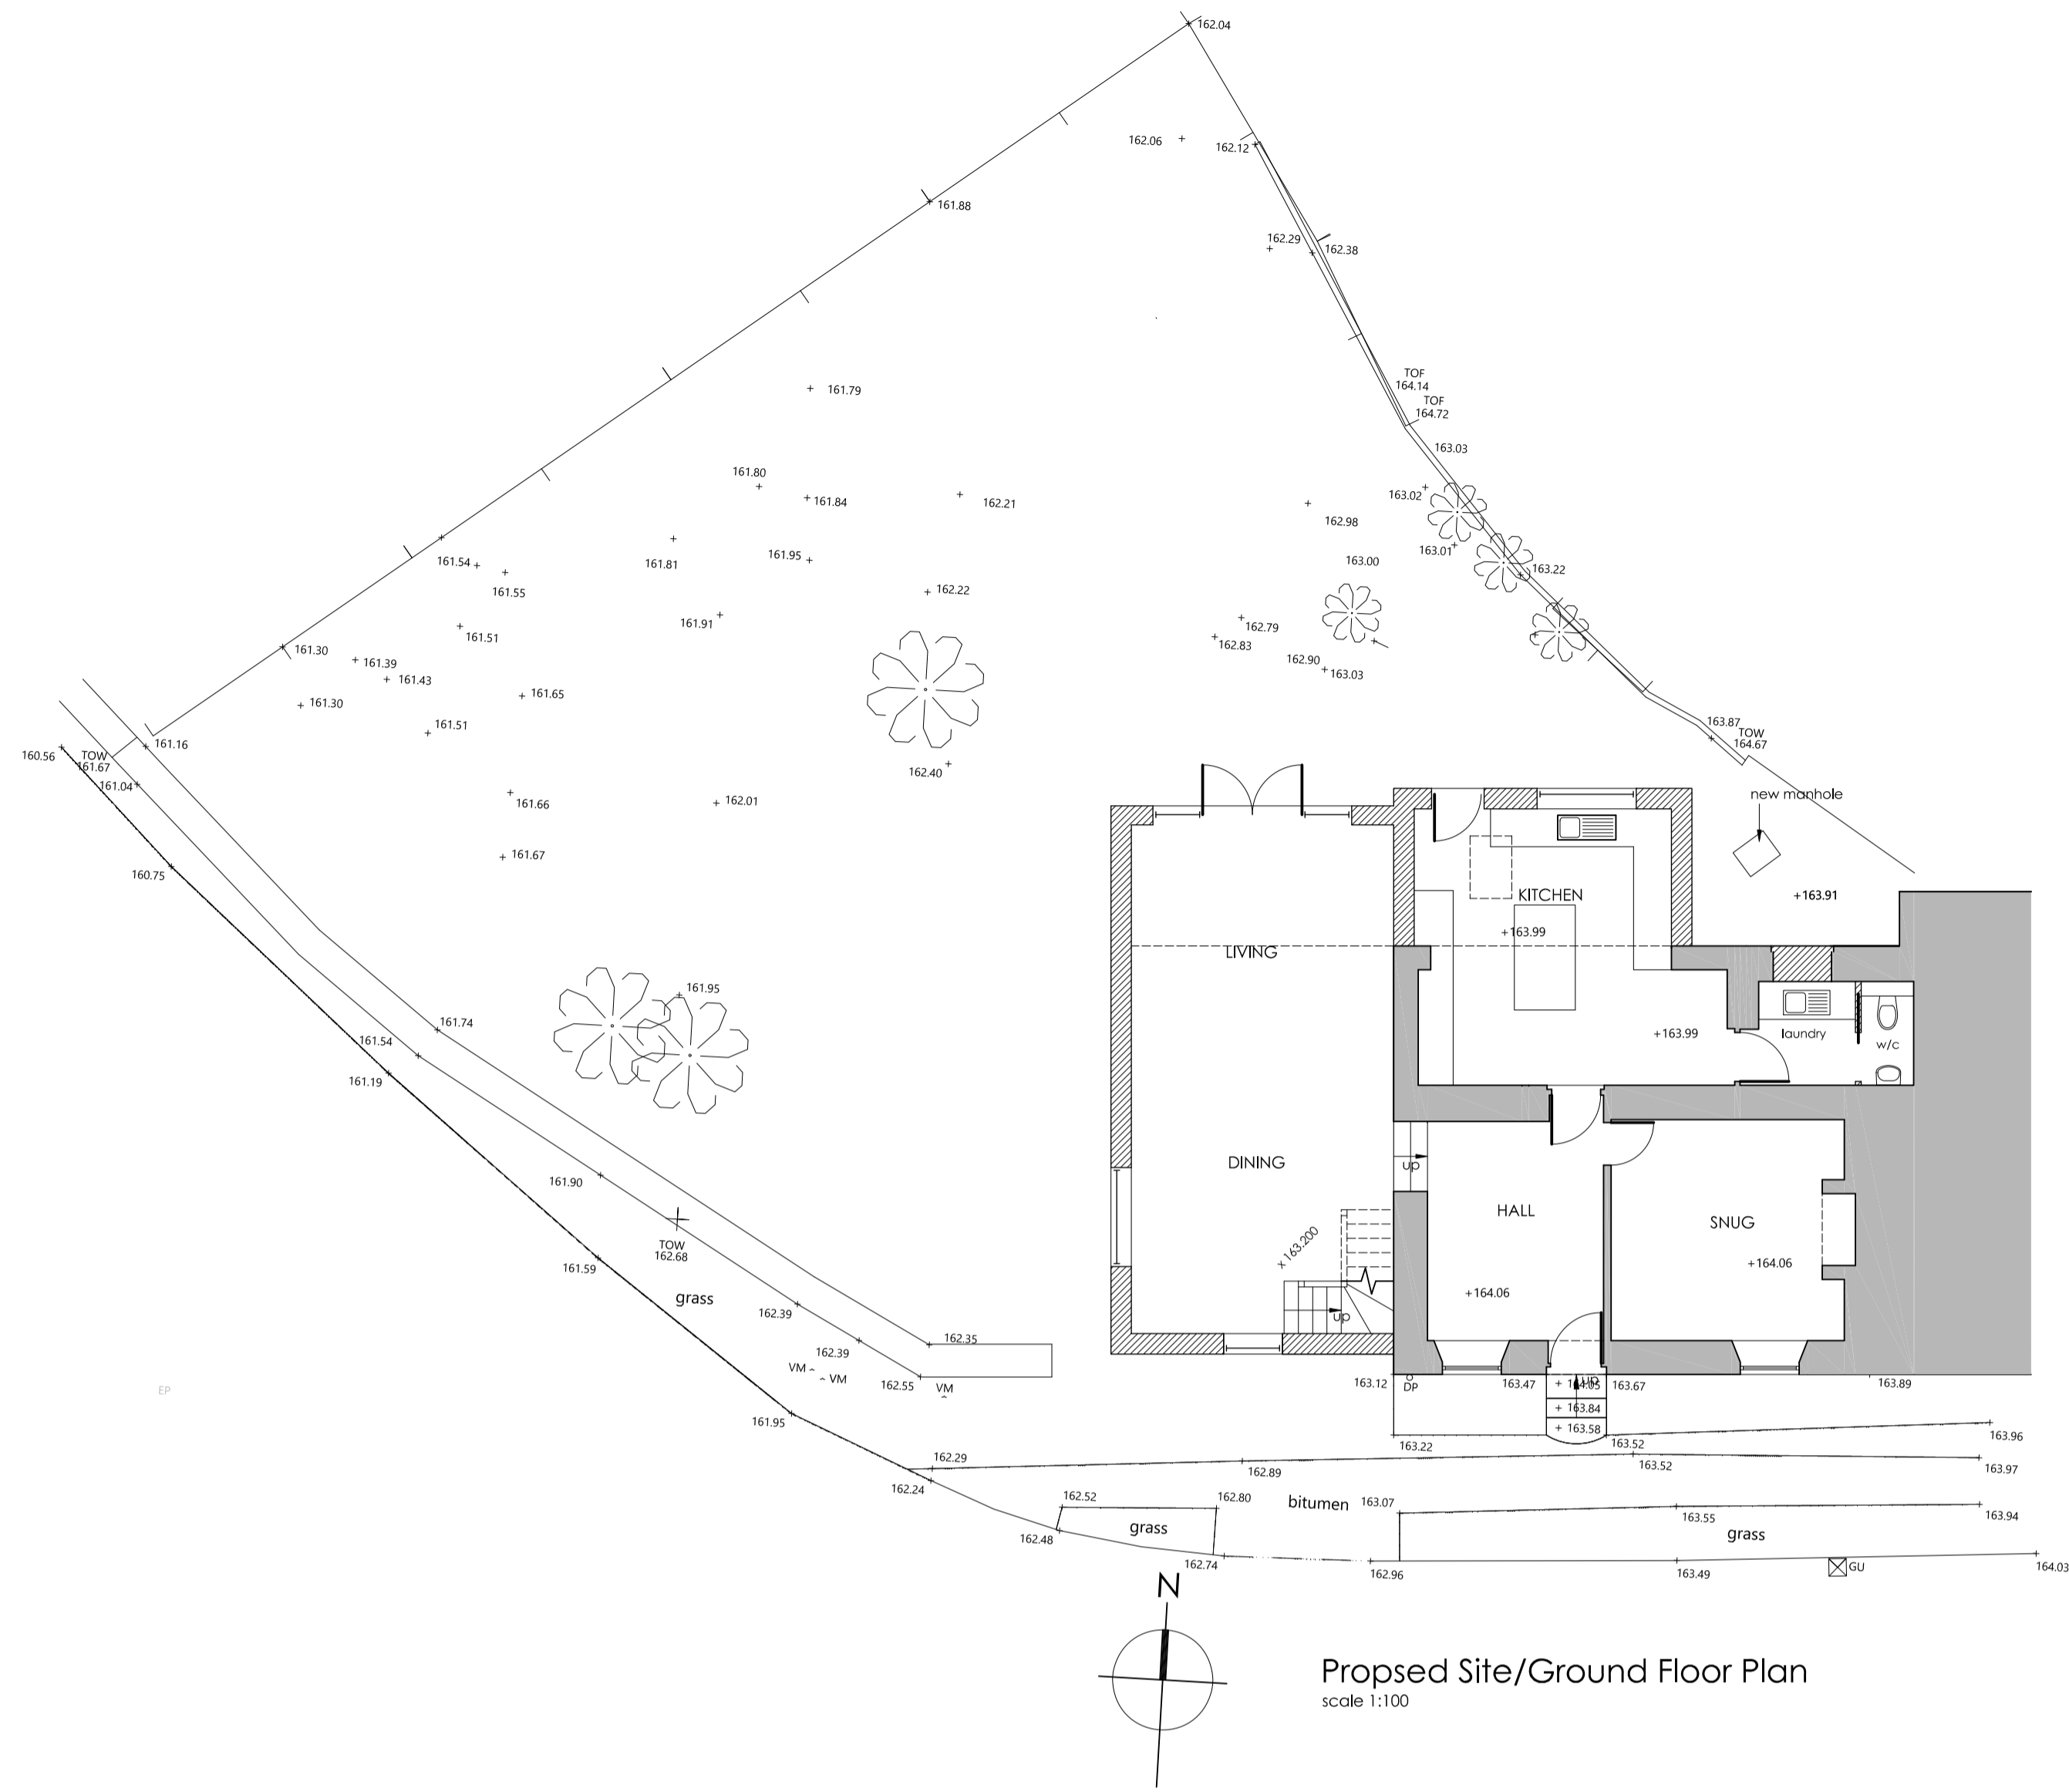 162.04
162.06
162.12
161.88
162.29
162.38
TOF
164.14
TOF
164.72
161.79
163.03
161.80
161.84
162.21
163.02
162.98
161.54
161.55
161.81
161.95
163.01
163.00
163.22
162.22
161.91
162.79
162.83
161.51
161.30
161.39
161.43
162.90
163.03
161.30
161.65
161.51
163.87
TOW
164.67
160.56
TOW
161.67
161.16
161.04
162.40
161.66
162.01
new manhole
161.67
160.75
KITCHEN
163.91
163.99
LIVING
161.95
161.74
161.54
163.99
laundry
w/c
161.19
DINING
up
161.90
HALL
SNUG
TOW
162.68
x 163.200
161.59
164.06
grass
164.06
162.39
up
162.35
162.39
VM
VM
162.55
VM
EP
163.12
DP
163.47
164.05
up
163.67
163.89
163.84
161.95
163.58
163.22
163.52
163.96
162.29
162.89
163.52
163.97
162.24
162.52
162.80
bitumen
163.07
163.55
163.94
162.48
grass
grass
162.74
162.96
163.49
GU
164.03
N
Propsed Site/Ground Floor Plan
scale 1:100